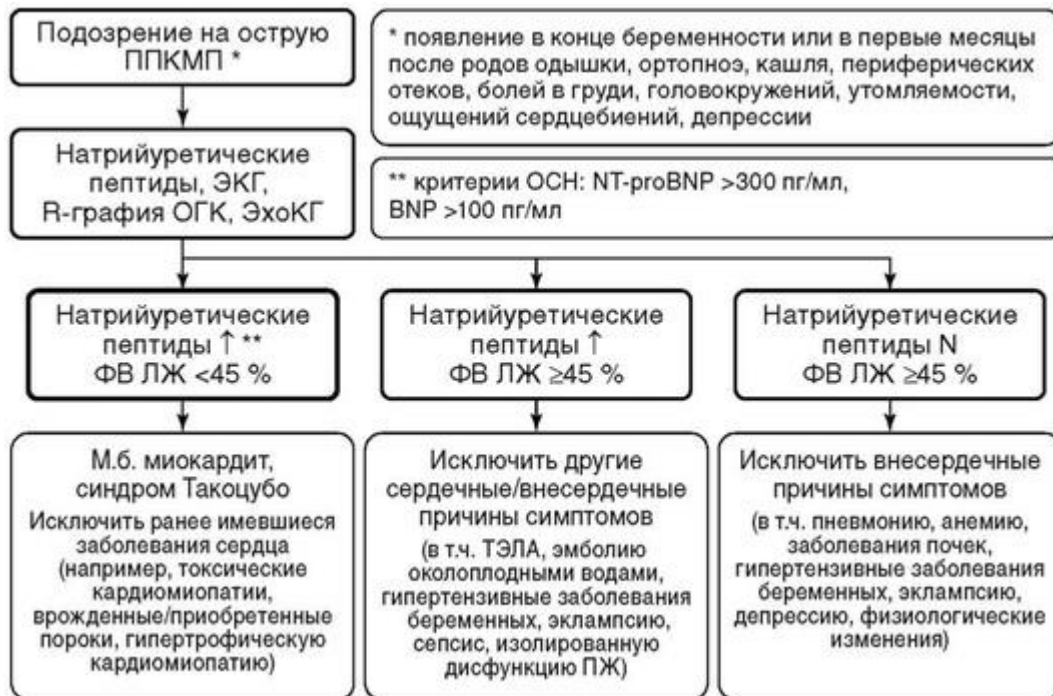 Подозрение на острую
ППКМП *
* появление в конце беременности или в первые месяцы
после родов одышки, ортопноэ, кашля, периферических
отеков, болей в груди, головокружений, утомляемости,
ощущений сердцебиений, депрессии
Натрийуретические
пептиды, ЭКГ,
R-графия ОГК, ЭхоКГ
** критерии ОСН: NT-proBNP >300 пг/мл,
BNP >100 пг/мл
Натрийуретические
пептиды ↑ **
ФВ ЛЖ <45 %
Натрийуретические
пептиды ↑
ФВ ЛЖ ≥45 %
Натрийуретические
пептиды N
ФВ ЛЖ ≥45 %
М.б. миокардит,
синдром Такоцубо
Исключить ранее имевшиеся
заболевания сердца
(например, токсические
кардиомиопатии,
врожденные/приобретенные
пороки, гипертрофическую
кардиомиопатию)
Исключить другие
сердечные/внесердечные
причины симптомов
(в т.ч. ТЭЛА, эмболию
околоплодными водами,
гипертензивные заболевания
беременных, эклампсию,
сепсис, изолированную
дисфункцию ПЖ)
Исключить внесердечные
причины симптомов
(в т.ч. пневмонию, анемию,
заболевания почек,
гипертензивные заболевания
беременных, эклампсию,
депрессию, физиологические
изменения)